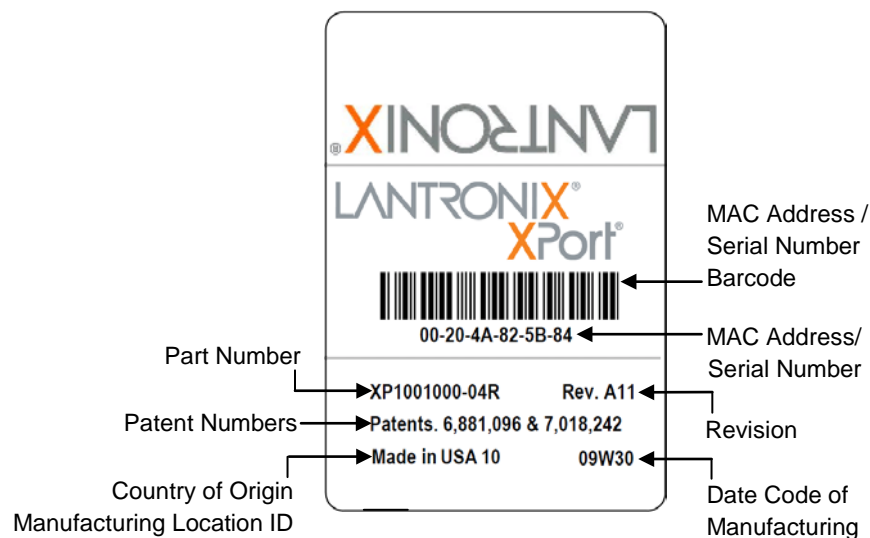 LANTRONIX®
LANTRONIX®
XPort®
MAC Address /
Serial Number
Barcode
00-20-4A-82-5B-84
MAC Address/
Serial Number
Part Number
XP1001000-04R Rev. A11
Revision
Patent Numbers
Patents. 6,881,096 & 7,018,242
Made in USA 10 09W30
Country of Origin
Manufacturing Location ID
Date Code of
Manufacturing